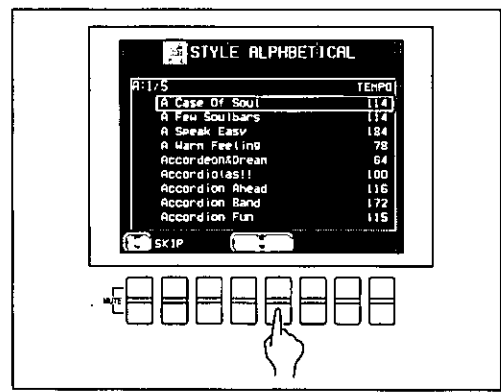 STYLE ALPHBETICAL
A:1/5 TEMPO
A Case Of Soul 114
A Few Soulbars 114
A Speak Easy 184
A Warm Feeling 78
Accordeon&Dream 64
Accordiolas!! 100
Accordion Ahead 116
Accordion Band 172
Accordion Fun 115
SKIP
MUTE